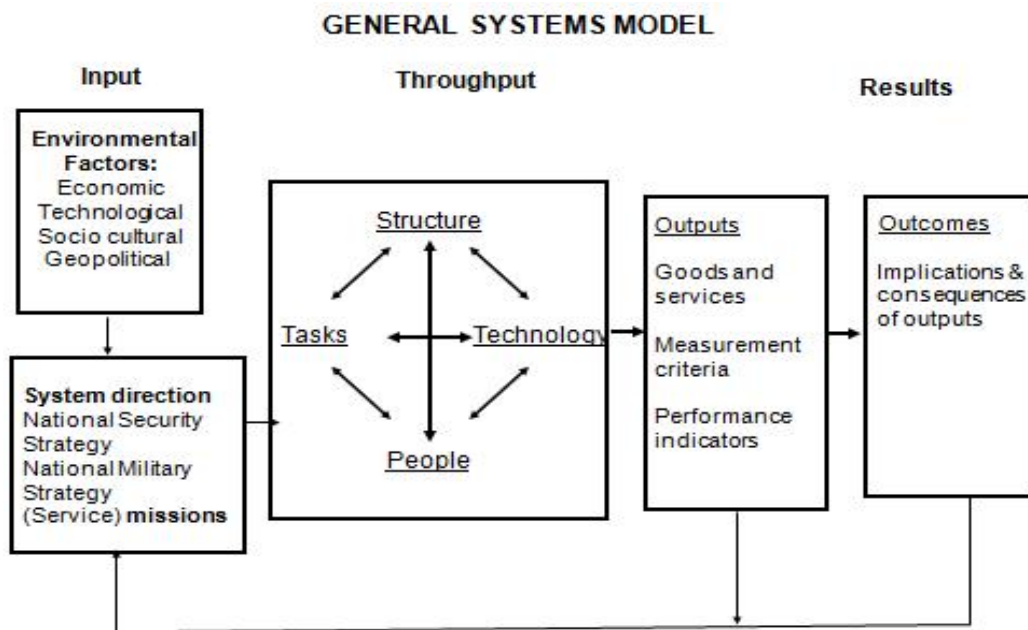 GENERAL SYSTEMS MODEL
Input
Throughput
Results
Environmental
Factors:
Economic
Technological
Socio cultural
Geopolitical
System direction
National Security
Strategy
National Military
Strategy
(Service) missions
Structure
Tasks
Technology
People
Outputs
Goods and
services
Measurement
criteria
Performance
indicators
Outcomes
Implications &
consequences
of outputs